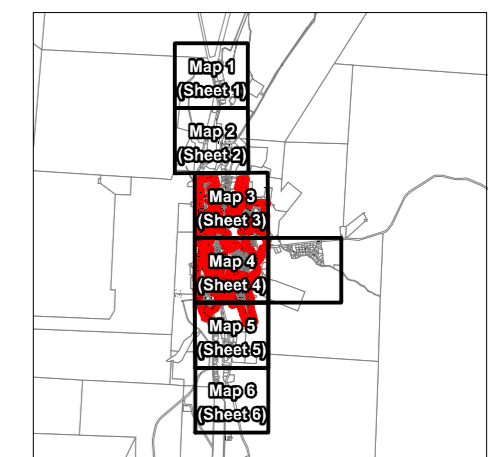 Map 1
(Sheet 1)
Map 2
(Sheet 2)
Map 3
(Sheet 3)
Map 4
(Sheet 4)
Map 5
(Sheet 5)
Map 6
(Sheet 6)